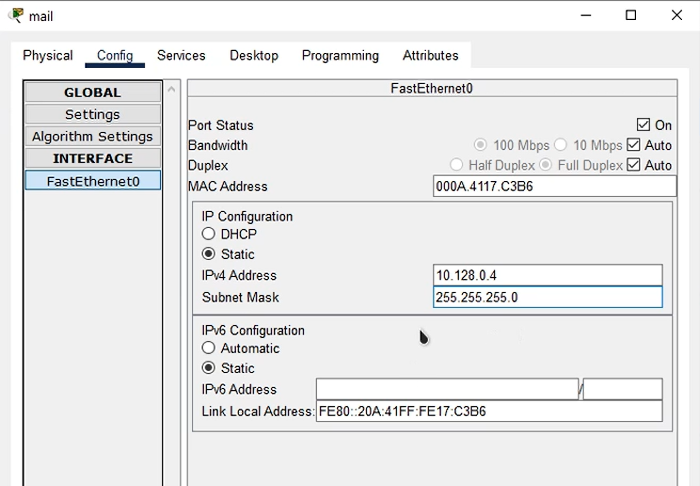 mail
Physical Config Services Desktop Programming Attributes
GLOBAL
Settings
Algorithm Settings
INTERFACE
FastEthernet0
FastEthernet0
Port Status On
Bandwidth 100 Mbps 10 Mbps Auto
Duplex Half Duplex Full Duplex Auto
MAC Address 000A.4117.C3B6
IP Configuration
DHCP
Static
IPv4 Address 10.128.0.4
Subnet Mask 255.255.255.0
IPv6 Configuration
Automatic
Static
IPv6 Address /
Link Local Address: FE80::20A:41FF:FE17:C3B6